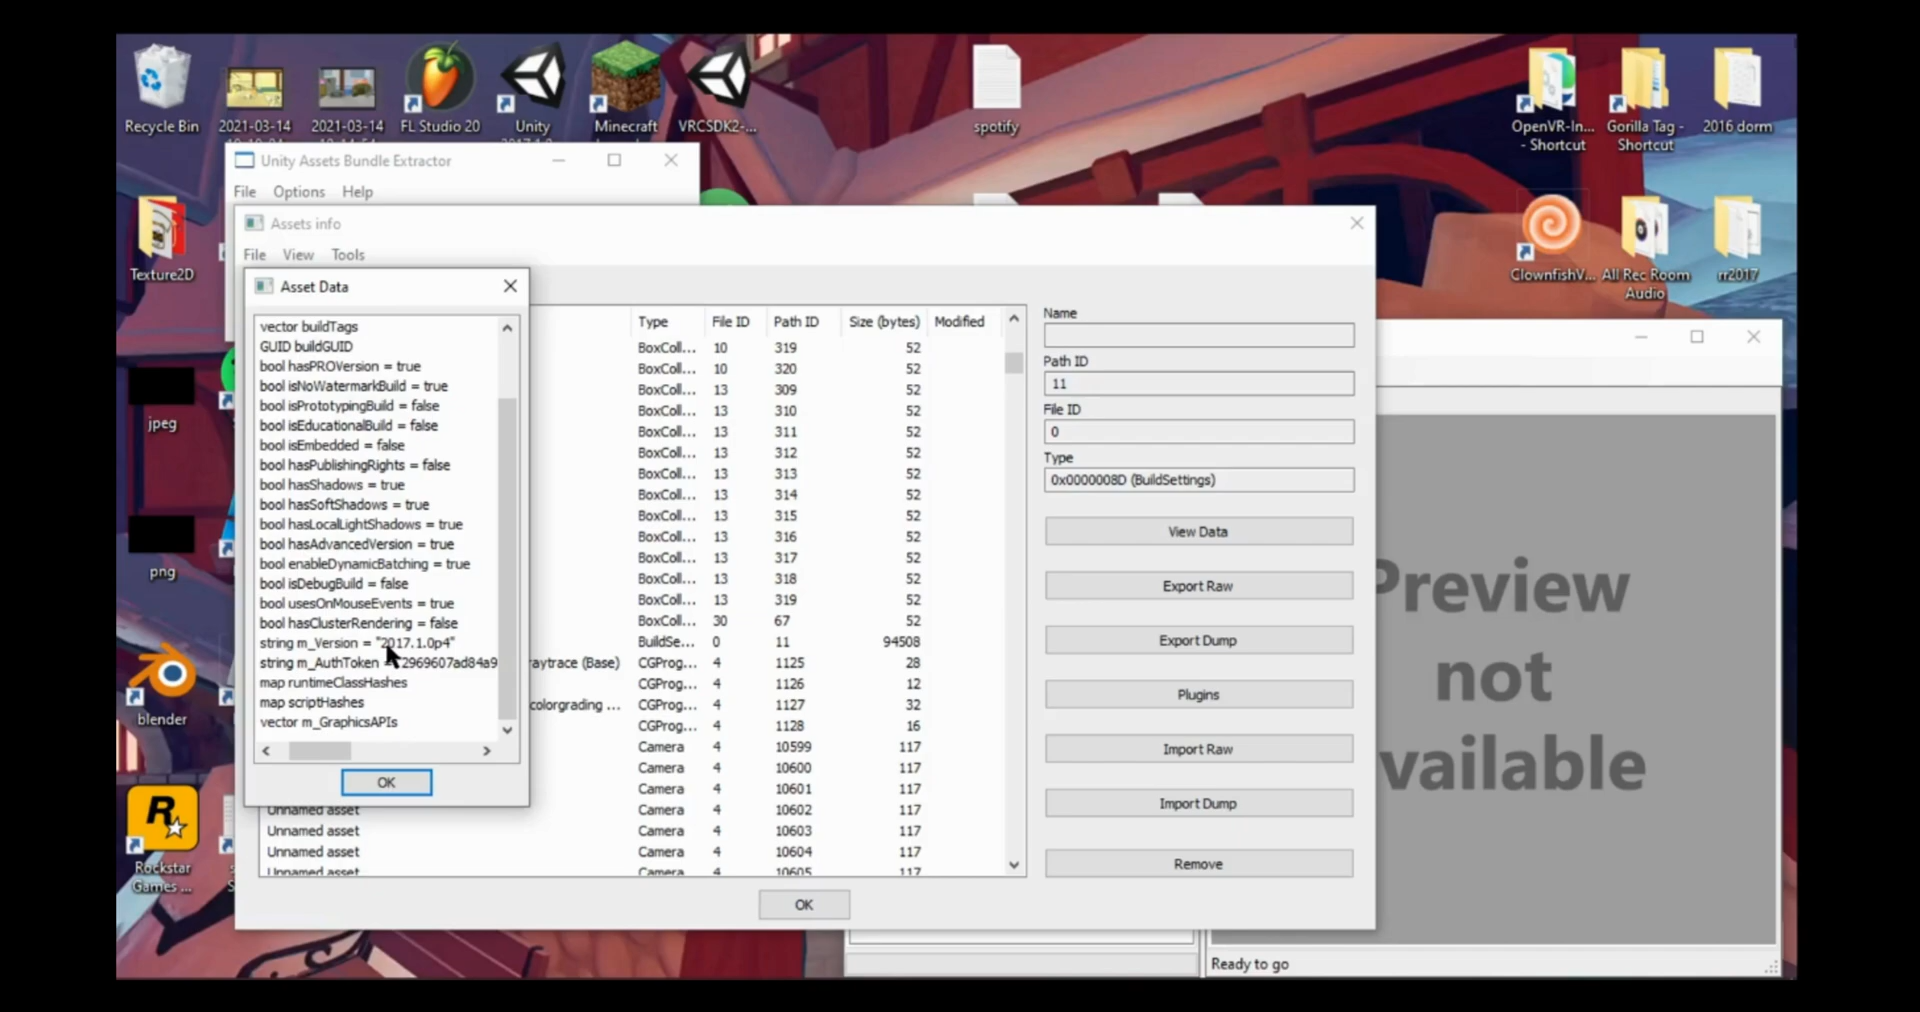 Recycle Bin
2021-03-14
2021-03-14
FL Studio 20
Unity
Minecraft
VRCSDK2-...
spotify
OpenVR-In...
- Shortcut
Gorilla Tag -
Shortcut
2016 dorm
Texture2D
ClownfishV...
All Rec Room
Audio
rr2017
jpeg
png
blender
Rockstar
Games ...
Unity Assets Bundle Extractor
File Options Help
Assets info
File View Tools
Asset Data
vector buildTags
GUID buildGUID
bool hasPROVersion = true
bool isNoWatermarkBuild = true
bool isPrototypingBuild = false
bool isEducationalBuild = false
bool isEmbedded = false
bool hasPublishingRights = false
bool hasShadows = true
bool hasSoftShadows = true
bool hasLocalLightShadows = true
bool hasAdvancedVersion = true
bool enableDynamicBatching = true
bool isDebugBuild = false
bool usesOnMouseEvents = true
bool hasClusterRendering = false
string m_Version = "2017.1.0p4"
string m_AuthToken = "2969607ad84a9
map runtimeClassHashes
map scriptHashes
vector m_GraphicsAPIs
OK
Type File ID Path ID Size (bytes) Modified
BoxColl... 10 319 52
BoxColl... 10 320 52
BoxColl... 13 309 52
BoxColl... 13 310 52
BoxColl... 13 311 52
BoxColl... 13 312 52
BoxColl... 13 313 52
BoxColl... 13 314 52
BoxColl... 13 315 52
BoxColl... 13 316 52
BoxColl... 13 317 52
BoxColl... 13 318 52
BoxColl... 13 319 52
BoxColl... 30 67 52
BuildSe... 0 11 94508
raytrace (Base) CGProg... 4 1125 28
CGProg... 4 1126 12
colorgrading ... CGProg... 4 1127 32
CGProg... 4 1128 16
Camera 4 10599 117
Camera 4 10600 117
Camera 4 10601 117
Unnamed asset Camera 4 10602 117
Unnamed asset Camera 4 10603 117
Unnamed asset Camera 4 10604 117
Unnamed asset Camera 4 10605 117
OK
Name
Path ID
11
File ID
0
Type
0x0000008D (BuildSettings)
View Data
Export Raw
Export Dump
Plugins
Import Raw
Import Dump
Remove
Preview
not
vailable
Ready to go